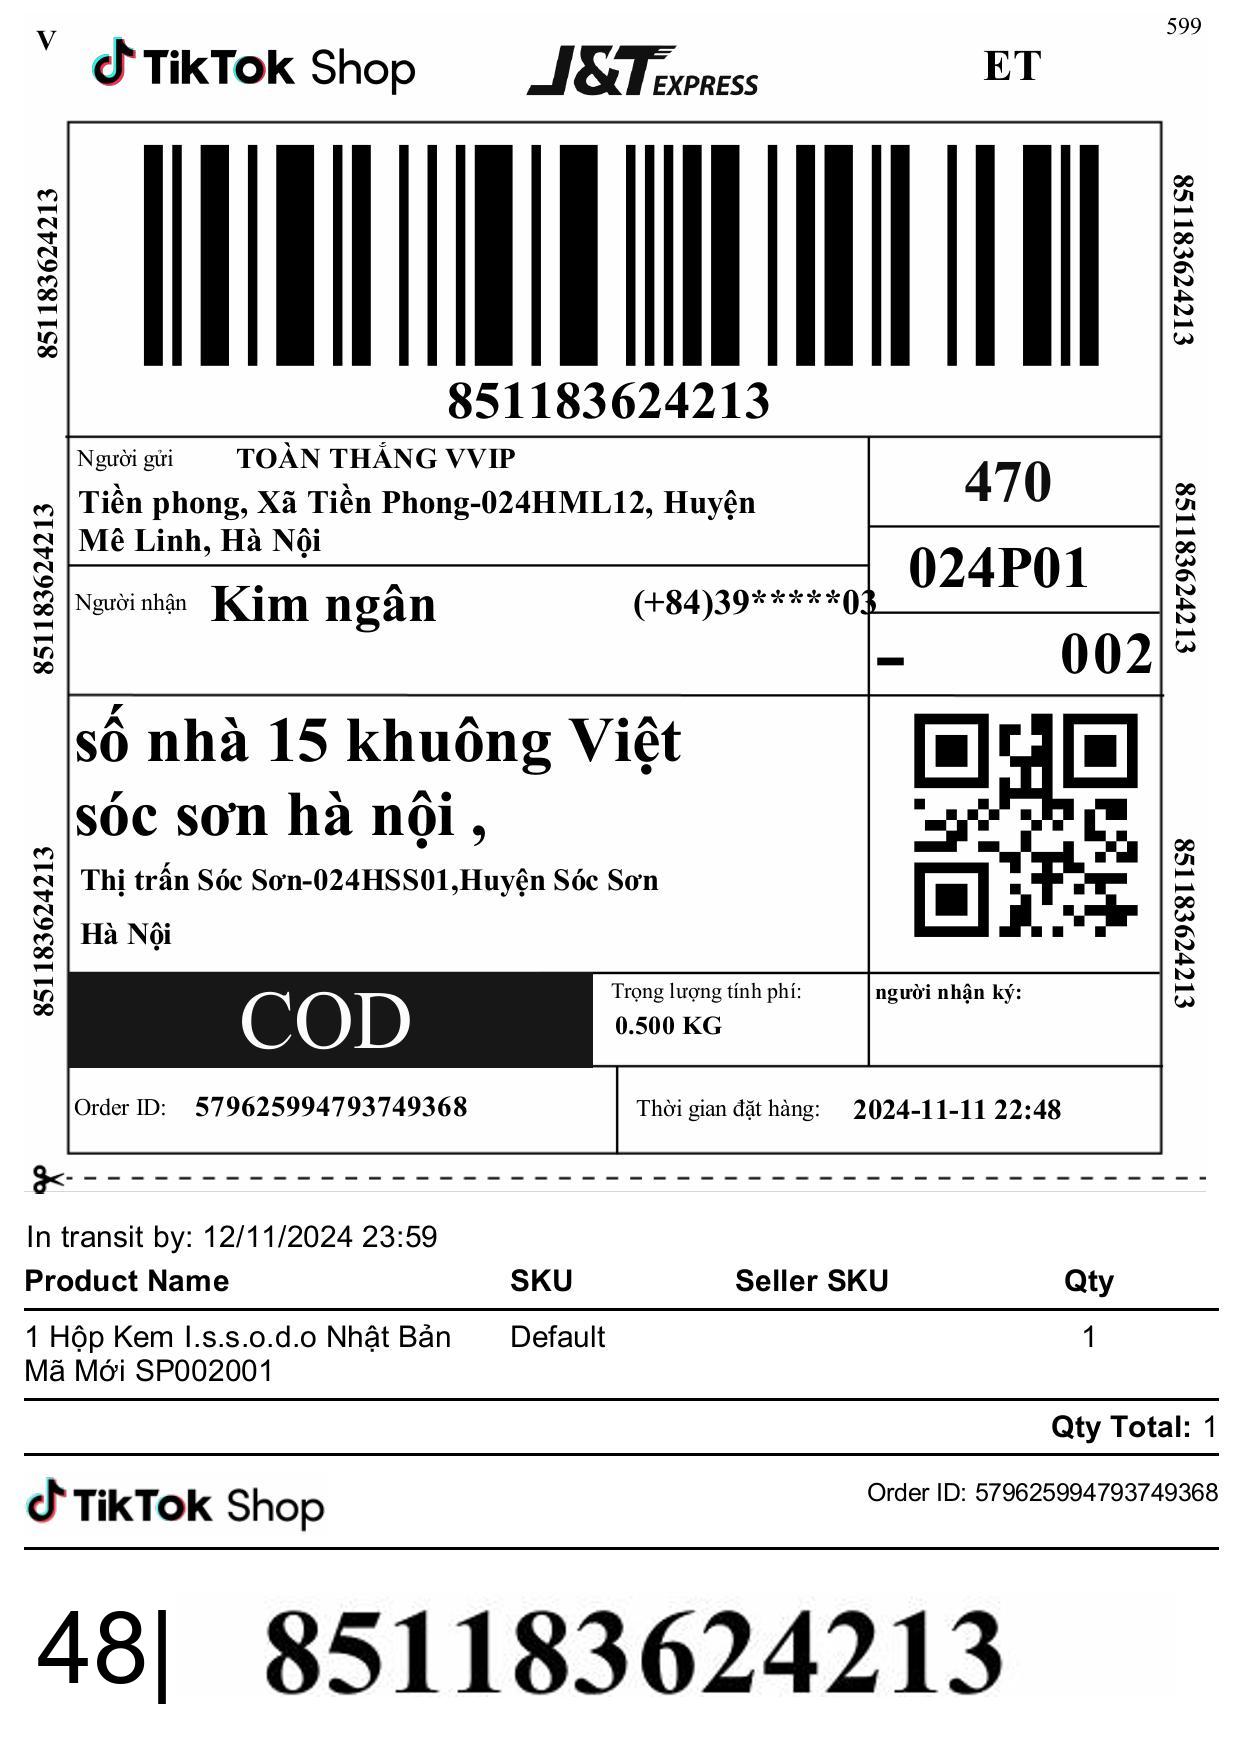 599
V
TikTok Shop
J&T EXPRESS
ET
851183624213
851183624213
851183624213
Người gửi TOÀN THẮNG VVIP
Tiền phong, Xã Tiền Phong-024HML12, Huyện
Mê Linh, Hà Nội
470
024P01
851183624213
851183624213
Người nhận Kim ngân (+84)39*****03
- 002
số nhà 15 khuông Việt
sóc sơn hà nội ,
Thị trấn Sóc Sơn-024HSS01,Huyện Sóc Sơn
Hà Nội
851183624213
851183624213
COD
Trọng lượng tính phí:
0.500 KG
người nhận ký:
Order ID: 579625994793749368
Thời gian đặt hàng: 2024-11-11 22:48
In transit by: 12/11/2024 23:59
Product Name SKU Seller SKU Qty
1 Hộp Kem I.s.s.o.d.o Nhật Bản Default 1
Mã Mới SP002001
Qty Total: 1
TikTok Shop
Order ID: 579625994793749368
48| 851183624213